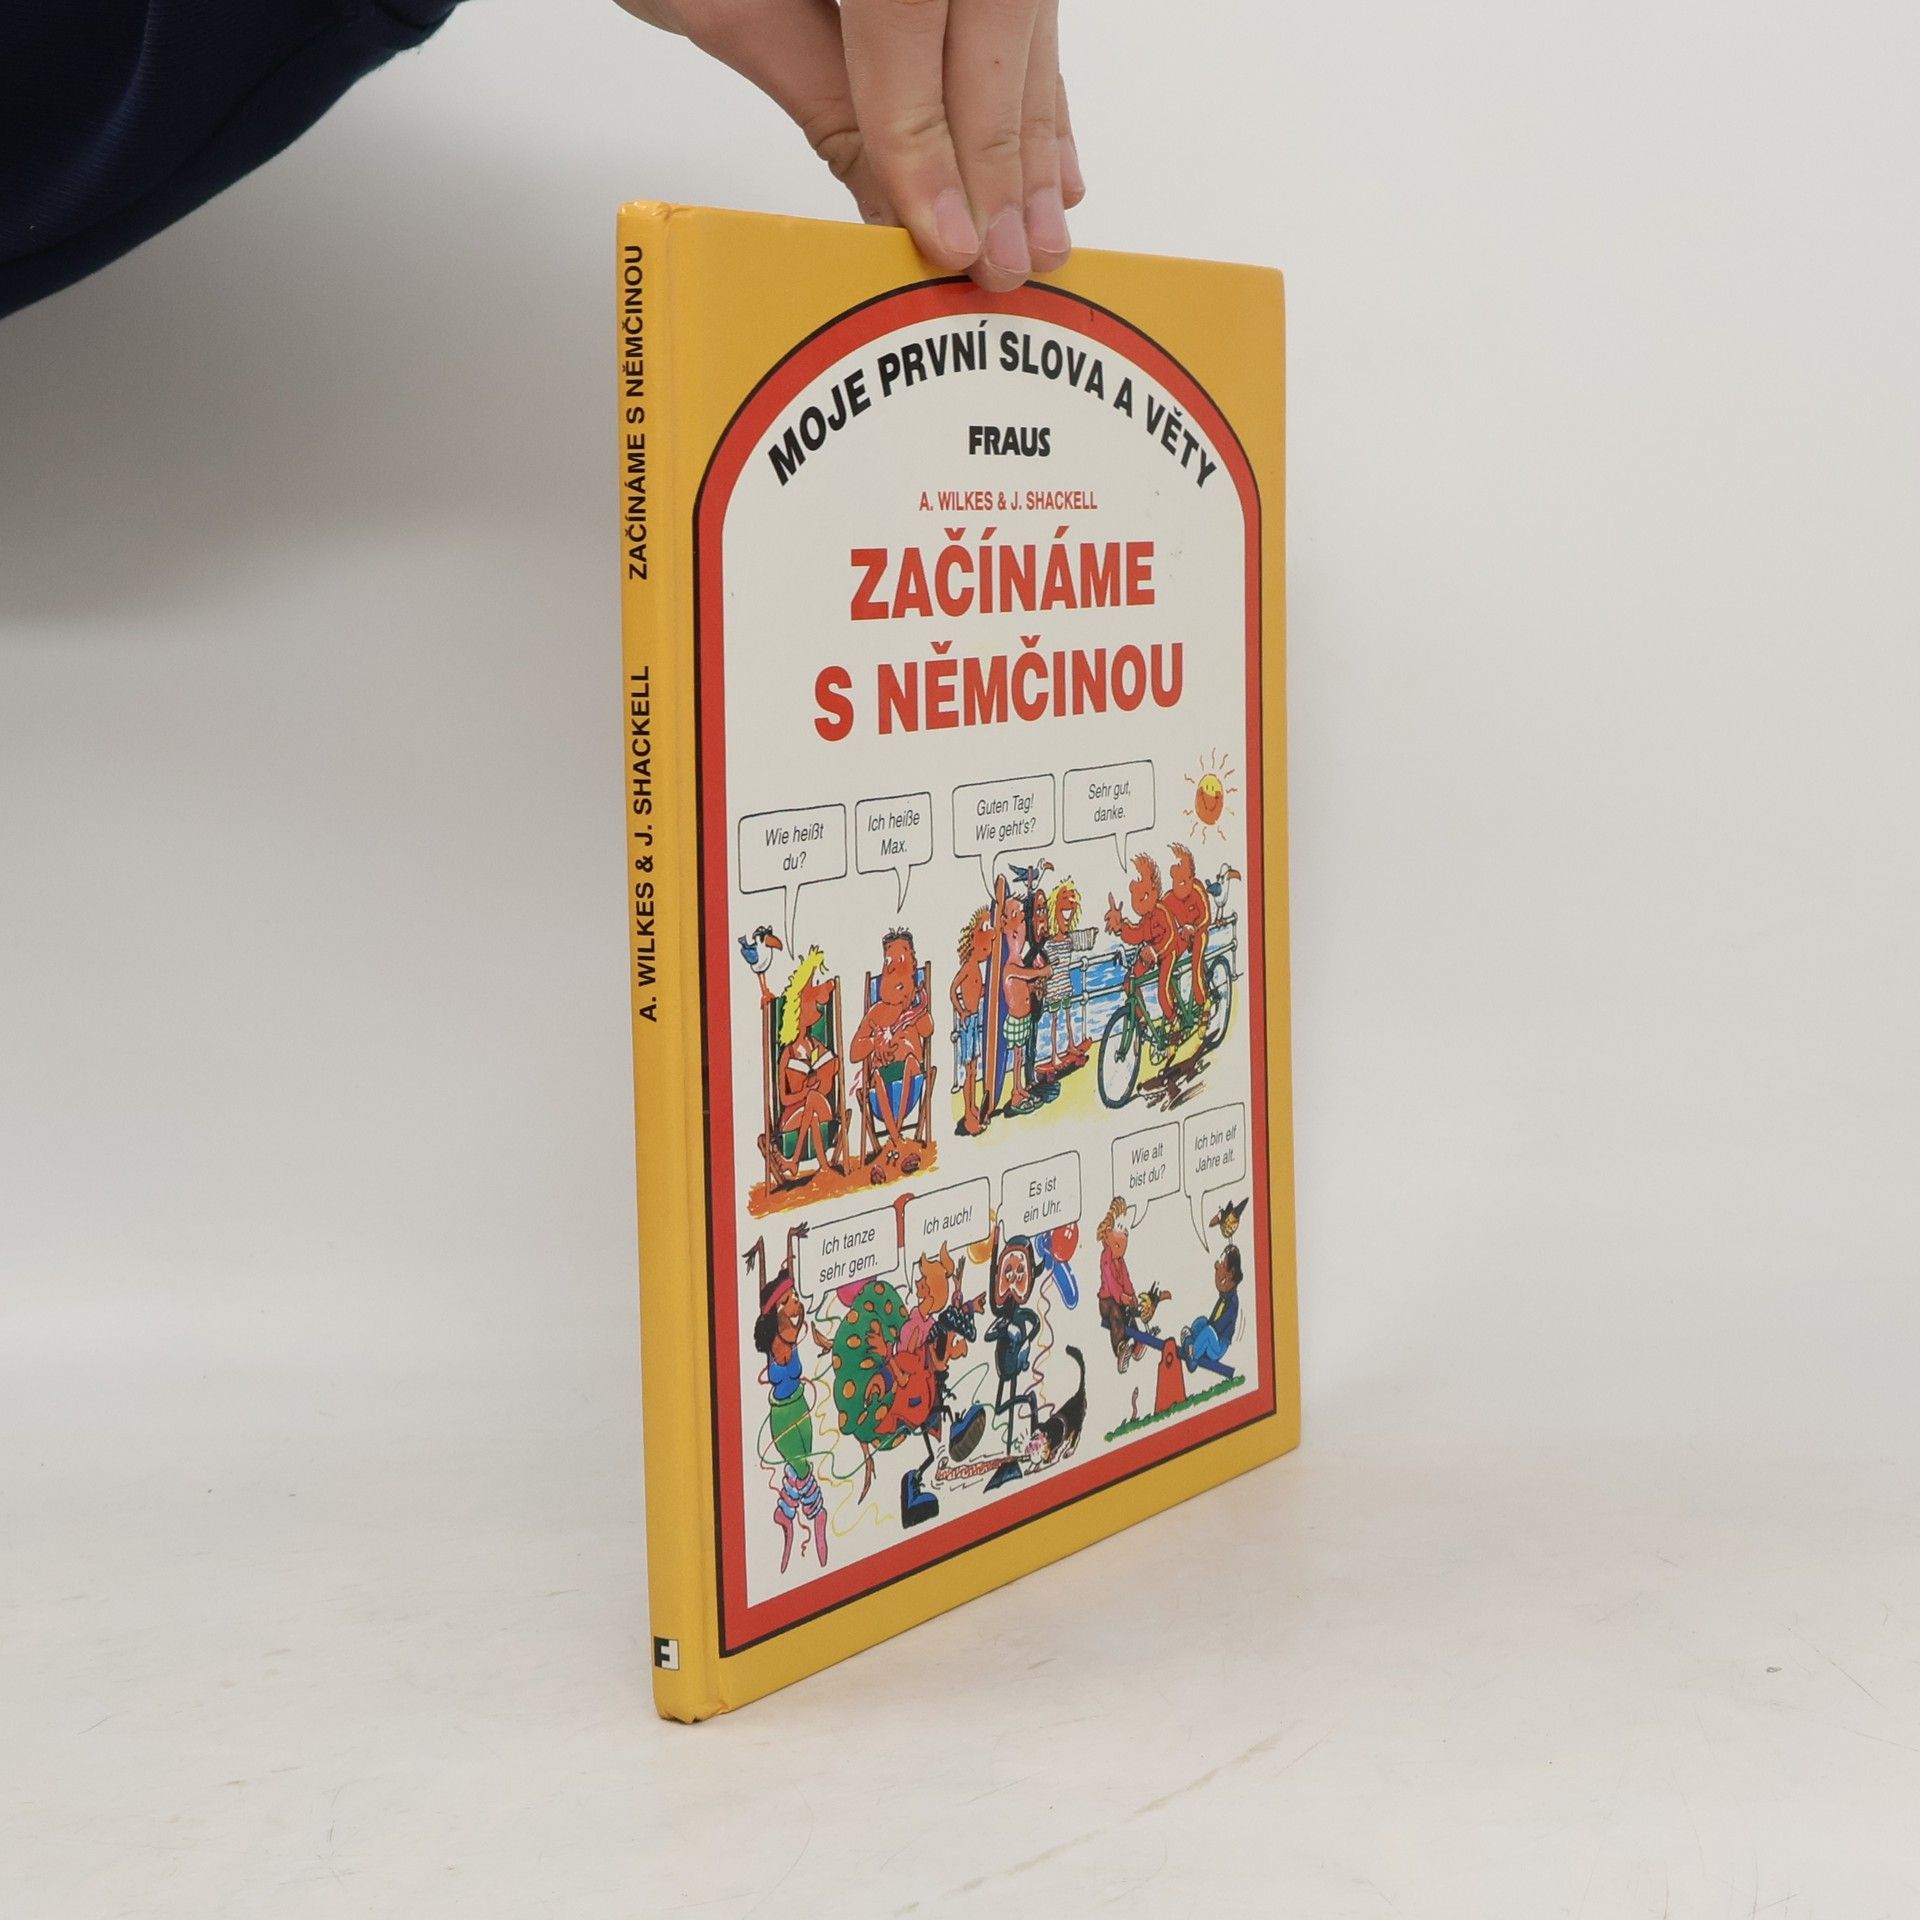 ZAČÍNÁME S NĚMČINOU
A. WILKES & J. SHACKELL
F
MOJE PRVNÍ SLOVA A VĚTY
FRAUS
A. WILKES & J. SHACKELL
ZAČÍNÁME
S NĚMČINOU
Wie heißt
du?
Ich heiße
Max.
Guten Tag!
Wie geht's?
Sehr gut,
danke.
Ich tanze
sehr gern.
Ich auch!
Es ist
ein Uhr.
Wie alt
bist du?
Ich bin elf
Jahre alt.